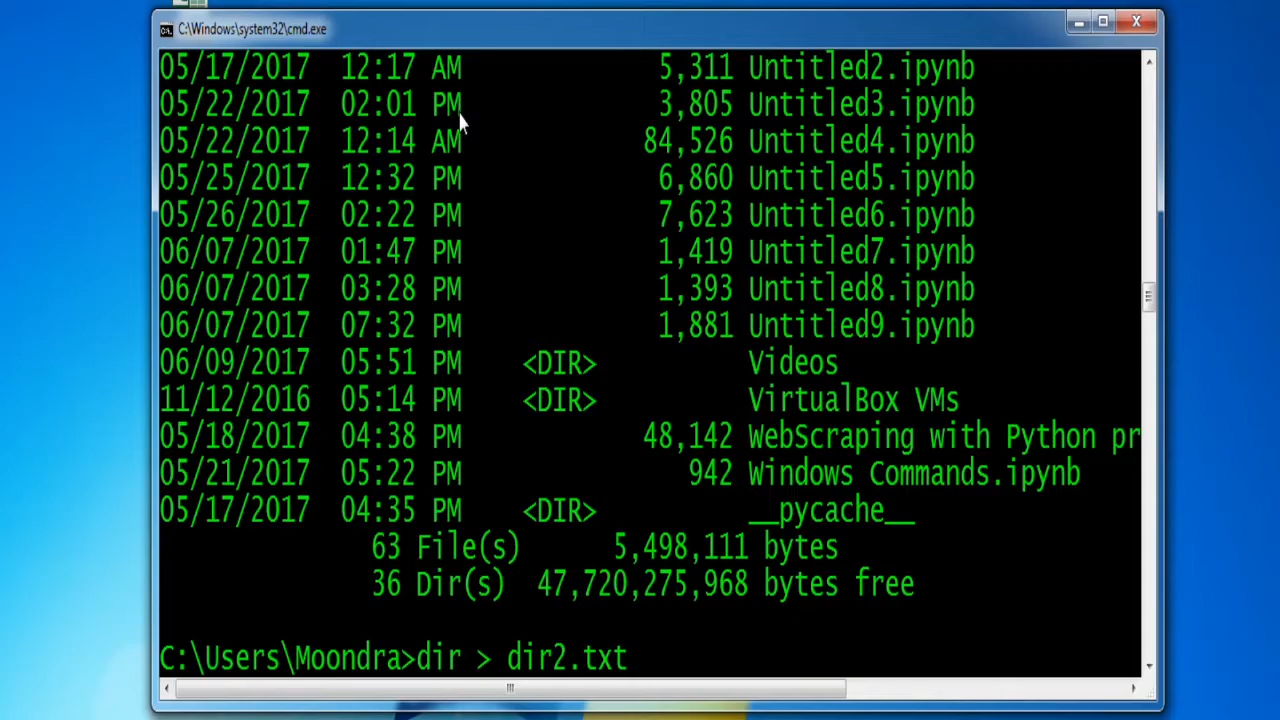 C:\Windows\system32\cmd.exe
05/17/2017 12:17 AM 5,311 Untitled2.ipynb
05/22/2017 02:01 PM 3,805 Untitled3.ipynb
05/22/2017 12:14 AM 84,526 Untitled4.ipynb
05/25/2017 12:32 PM 6,860 Untitled5.ipynb
05/26/2017 02:22 PM 7,623 Untitled6.ipynb
06/07/2017 01:47 PM 1,419 Untitled7.ipynb
06/07/2017 03:28 PM 1,393 Untitled8.ipynb
06/07/2017 07:32 PM 1,881 Untitled9.ipynb
06/09/2017 05:51 PM <DIR> Videos
11/12/2016 05:14 PM <DIR> VirtualBox VMs
05/18/2017 04:38 PM 48,142 WebScraping with Python pr
05/21/2017 05:22 PM 942 Windows Commands.ipynb
05/17/2017 04:35 PM <DIR> __pycache__
63 File(s) 5,498,111 bytes
36 Dir(s) 47,720,275,968 bytes free
C:\Users\Moondra>dir > dir2.txt